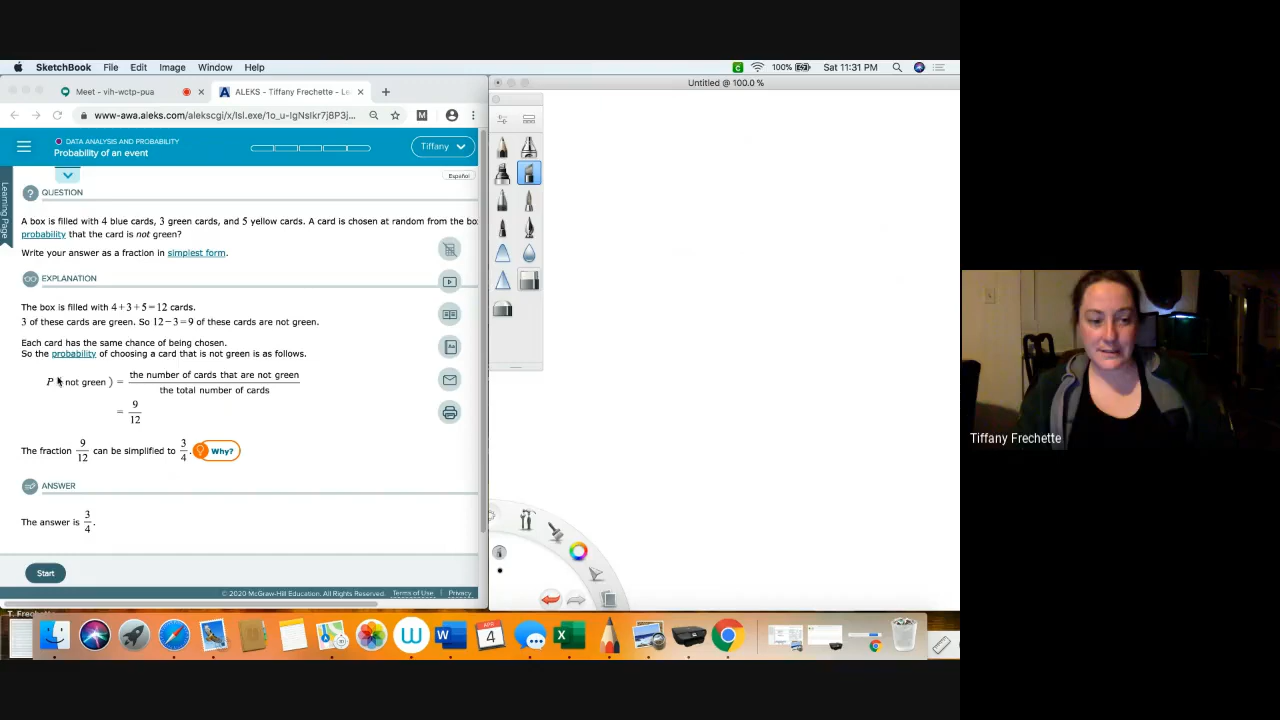 SketchBook File Edit Image Window Help
100% Sat 11:31 PM
Meet - vih-wctp-pua
ALEKS - Tiffany Frechette - Le
Untitled @ 100.0 %
www-awa.aleks.com/alekscgi/x/Isl.exe/1o_u-IgNsIkr7j8P3j...
DATA ANALYSIS AND PROBABILITY
Probability of an event
Tiffany
Learning Page
Español
QUESTION
A box is filled with 4 blue cards, 3 green cards, and 5 yellow cards. A card is chosen at random from the bo
probability that the card is not green?
Write your answer as a fraction in simplest form.
EXPLANATION
The box is filled with 4+3+5=12 cards.
3 of these cards are green. So 12−3=9 of these cards are not green.
Each card has the same chance of being chosen.
So the probability of choosing a card that is not green is as follows.
P not green ) = the number of cards that are not green
the total number of cards
= 9
12
The fraction 9/12 can be simplified to 3/4. Why?
ANSWER
The answer is 3/4.
Start
© 2020 McGraw-Hill Education. All Rights Reserved. Terms of Use | Privacy
T. Frechette
APR
4
Tiffany Frechette